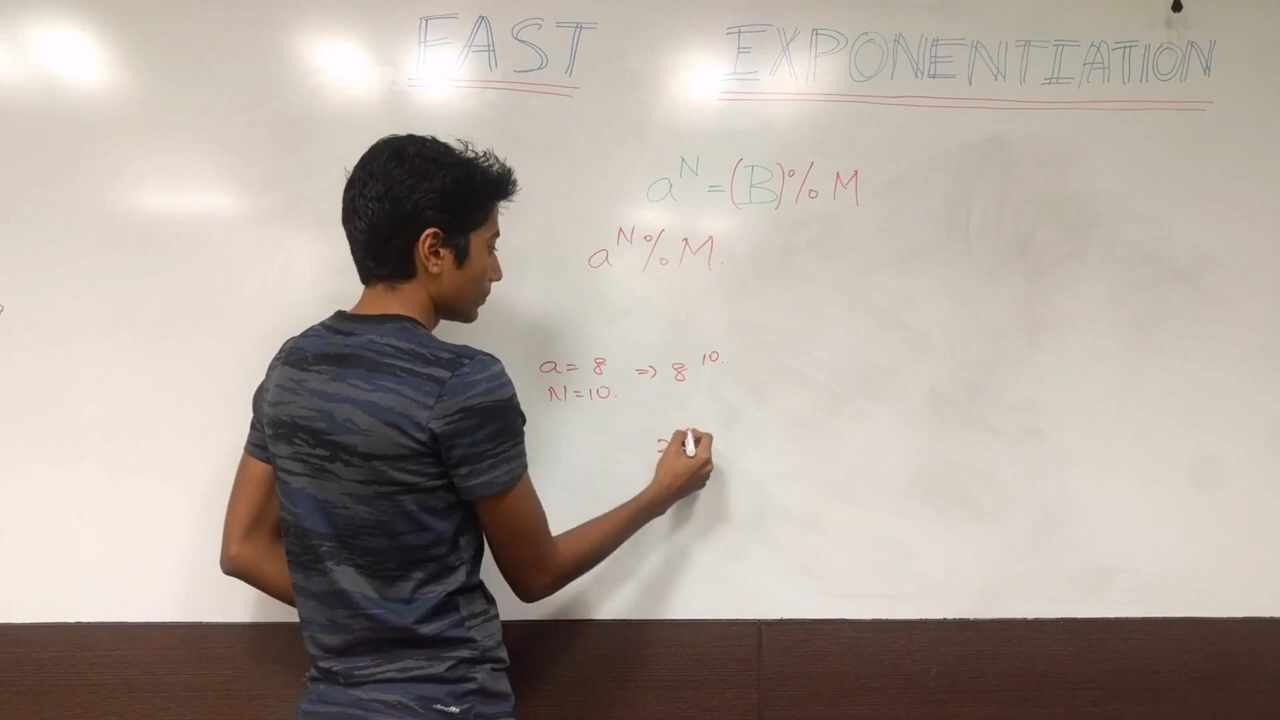 FAST EXPONENTIATION
a^N = (B) % M
a^N % M.
a = 8 => 8^10.
N = 10.